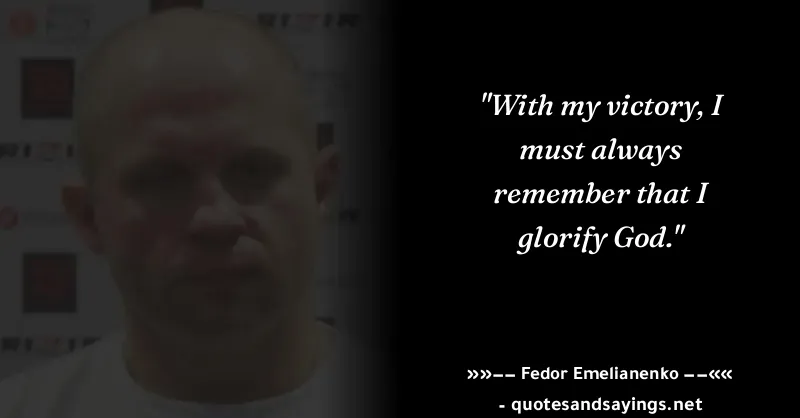 "With my victory, I
must always
remember that I
glorify God."
»»–– Fedor Emelianenko ––««
- quotesandsayings.net